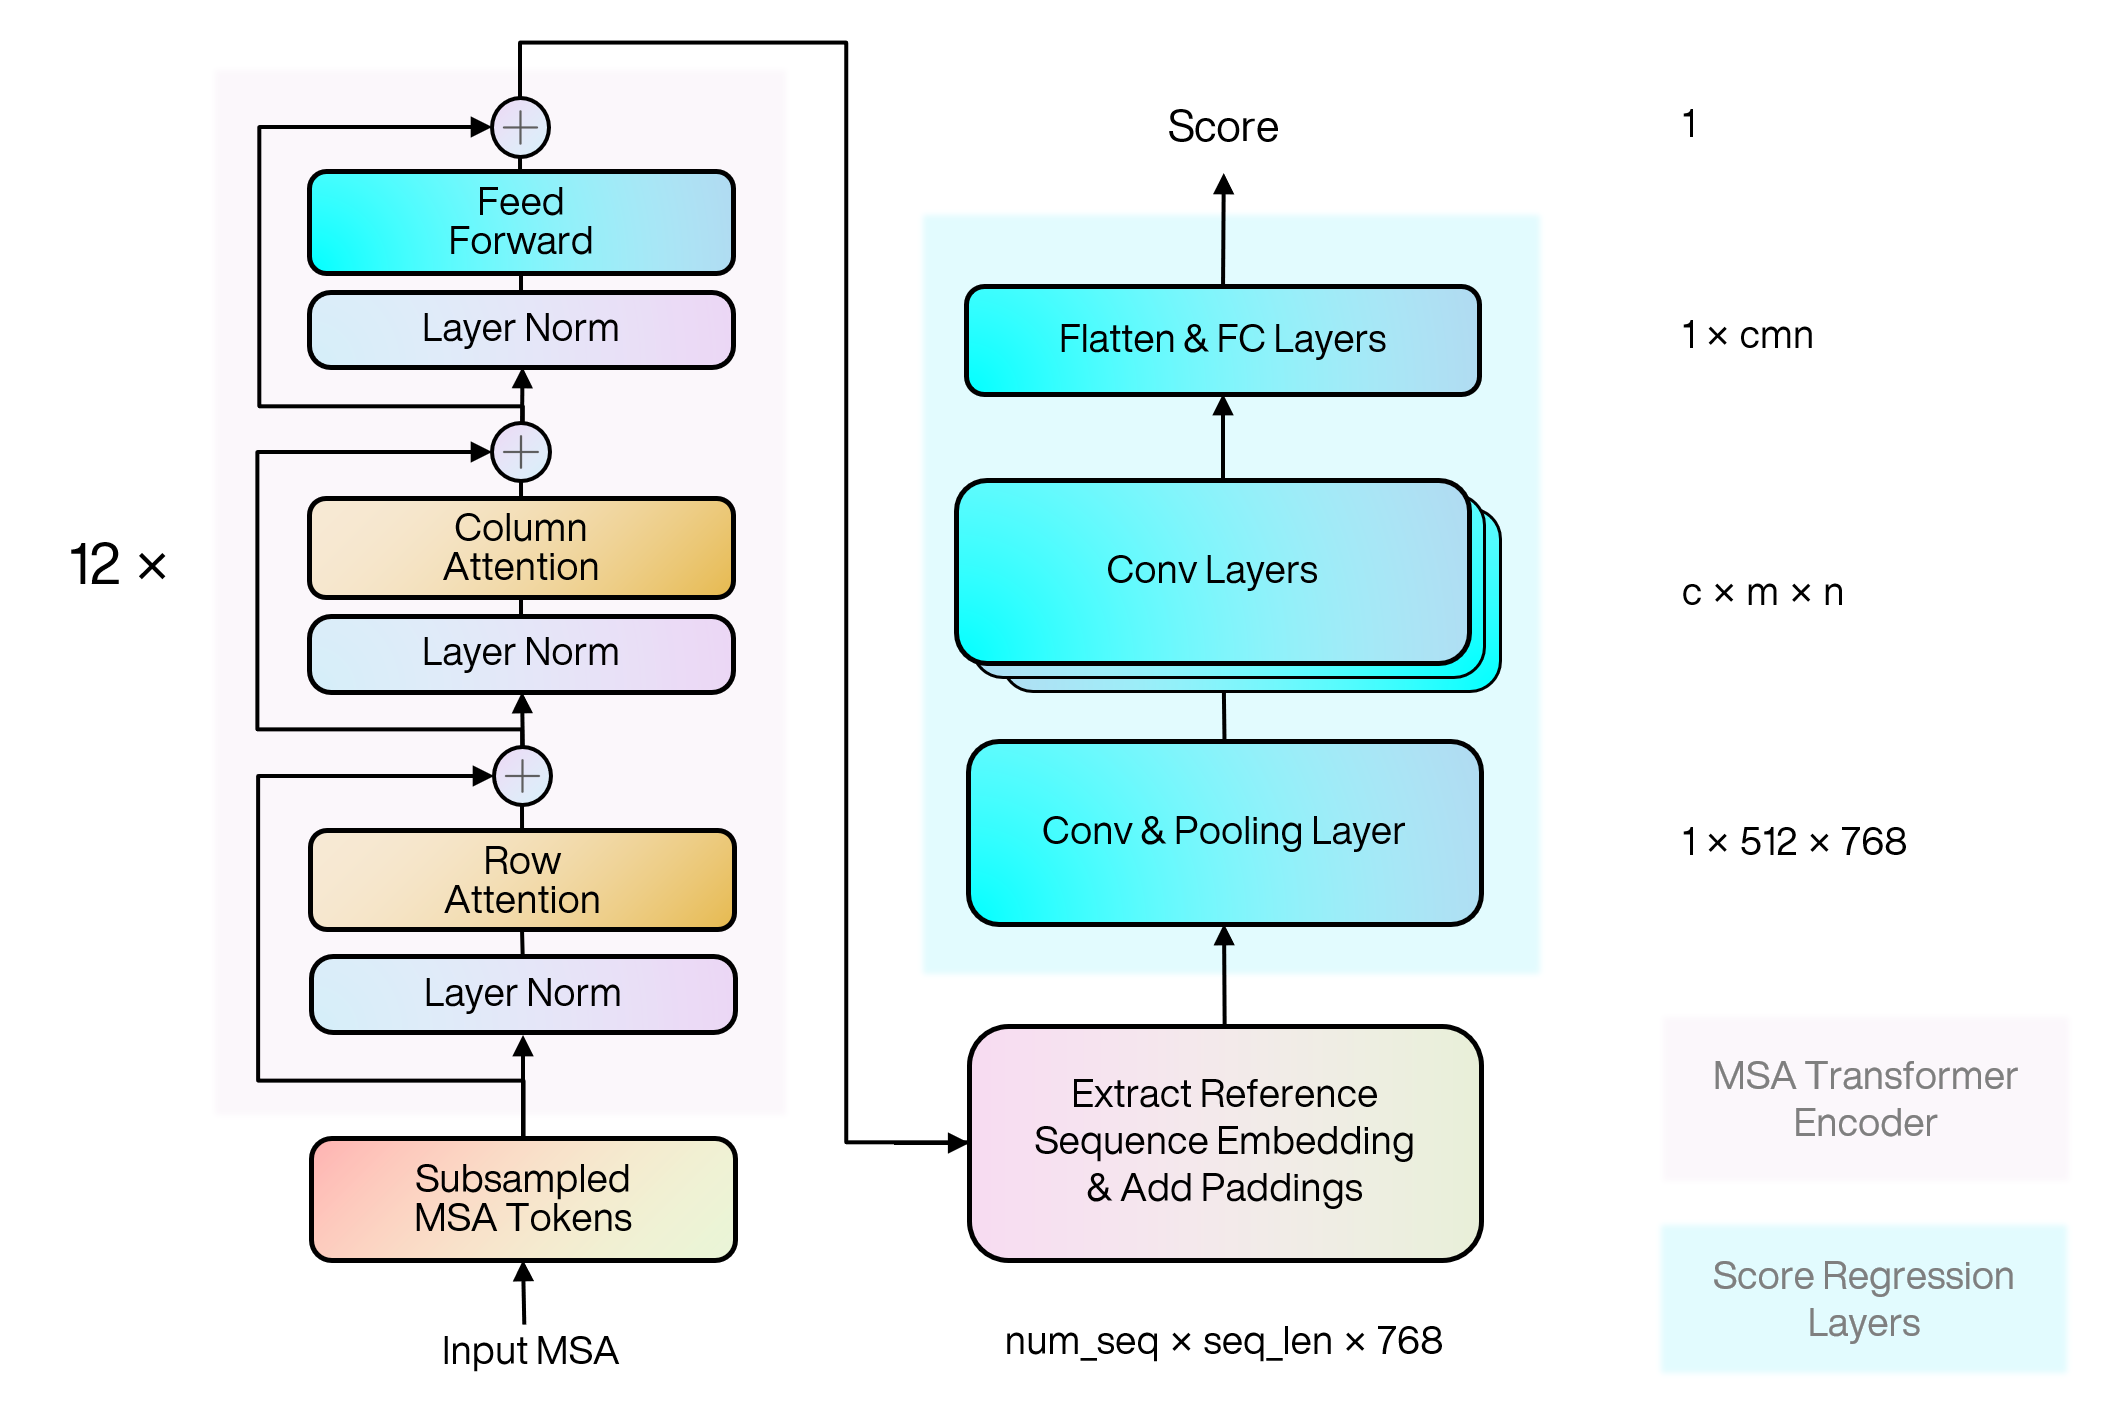 12 ×
Feed
Forward
Layer Norm
Column
Attention
Layer Norm
Row
Attention
Layer Norm
Subsampled
MSA Tokens
Input MSA
Score
Flatten & FC Layers
Conv Layers
Conv & Pooling Layer
Extract Reference
Sequence Embedding
& Add Paddings
num_seq × seq_len × 768
1
1 × cmn
c × m × n
1 × 512 × 768
MSA Transformer
Encoder
Score Regression
Layers